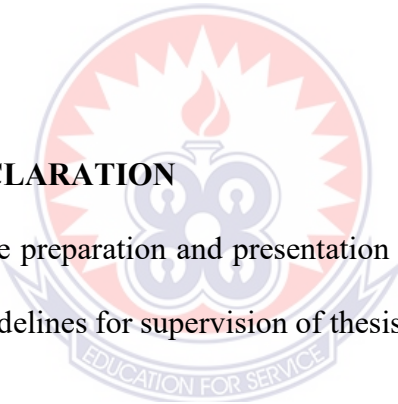 CLARATION
e preparation and presentation
delines for supervision of thesis
EDUCATION FOR SERVICE